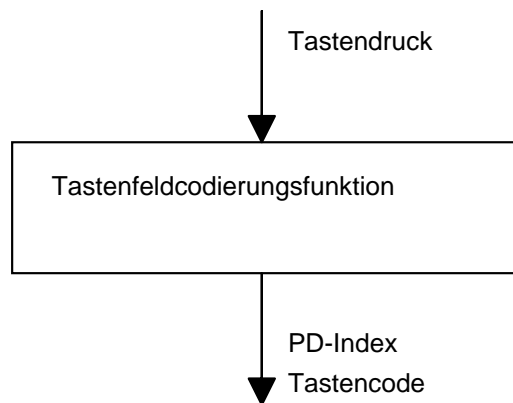 Tastendruck
Tastenfeldcodierungsfunktion
PD-Index
Tastencode